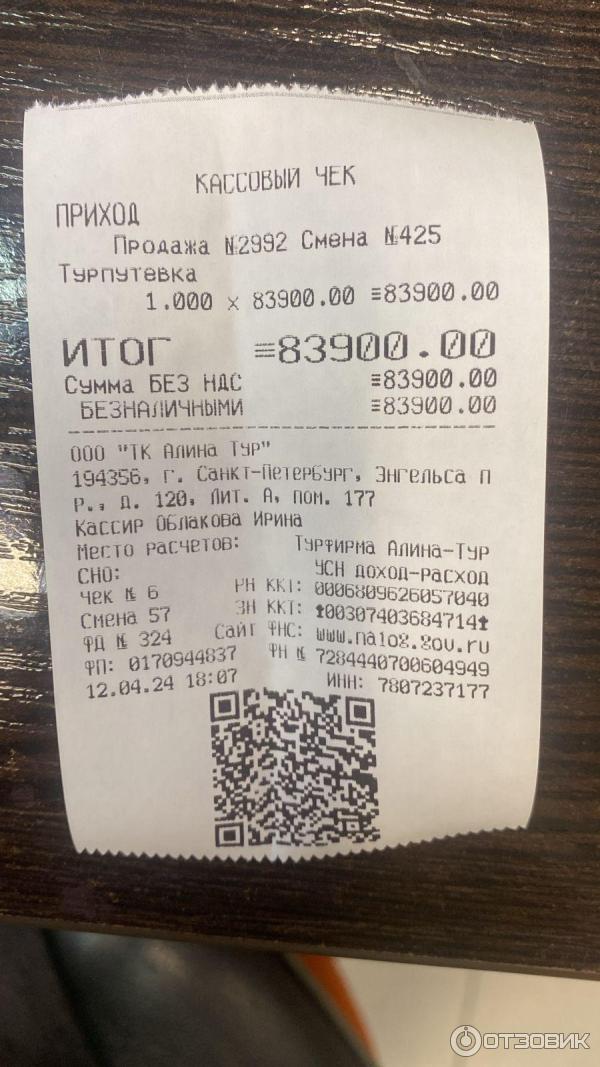 КАССОВЫЙ ЧЕК
ПРИХОД
Продажа №2992 Смена №425
Турпутевка
1.000 x 83900.00 ≡83900.00
ИТОГ ≡83900.00
Сумма БЕЗ НДС ≡83900.00
БЕЗНАЛИЧНЫМИ ≡83900.00
ООО "ТК Алина Тур"
194356, г. Санкт-Петербург, Энгельса п
р., д. 120, Лит. А, пом. 177
Кассир Облакова Ирина
Место расчетов: Турфирма Алина-Тур
СНО: УСН доход-расход
Чек № 6 РН ККТ: 0006809626057040
Смена 57 ЗН ККТ: 00307403684714
ФД № 324 Сайт ФНС: www.nalog.gov.ru
ФП: 0170944837 ФН № 7284440700604949
12.04.24 18:07 ИНН: 7807237177
ОТЗОВИК